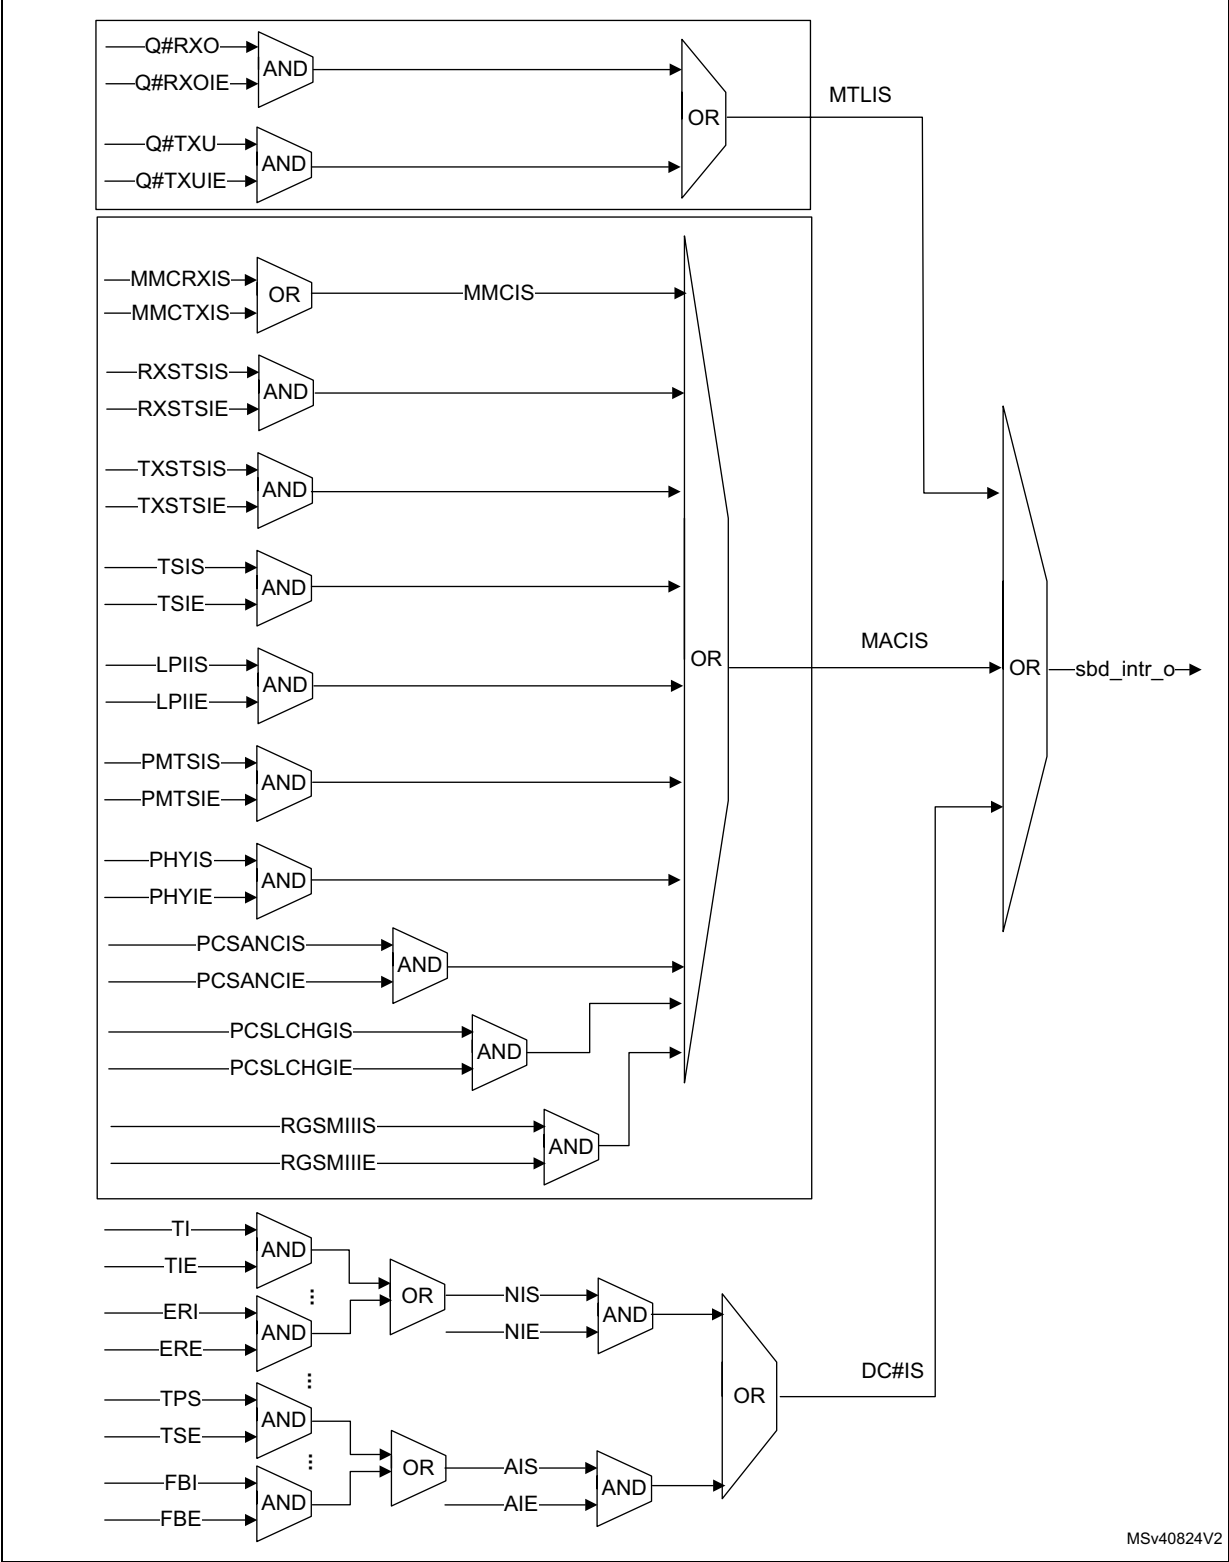 Q#RXO
AND
Q#RXOIE
MTLIS
OR
Q#TXU
AND
Q#TXUIE
MMCRXIS
OR
MMCIS
MMCTXIS
RXSTSIS
AND
RXSTSIE
TXSTSIS
AND
TXSTSIE
TSIS
AND
TSIE
LPIIS
AND
LPIIE
OR
MACIS
OR
sbd_intr_o
PMTSIS
AND
PMTSIE
PHYIS
AND
PHYIE
PCSANCIS
AND
PCSANCIE
PCSLCHGIS
AND
PCSLCHGIE
RGSMIIIS
AND
RGSMIIIE
TI
AND
TIE
...
ERI
AND
ERE
OR
NIS
NIE
AND
...
TPS
AND
TSE
...
FBI
AND
FBE
OR
AIS
AIE
AND
OR
DC#IS
MSv40824V2